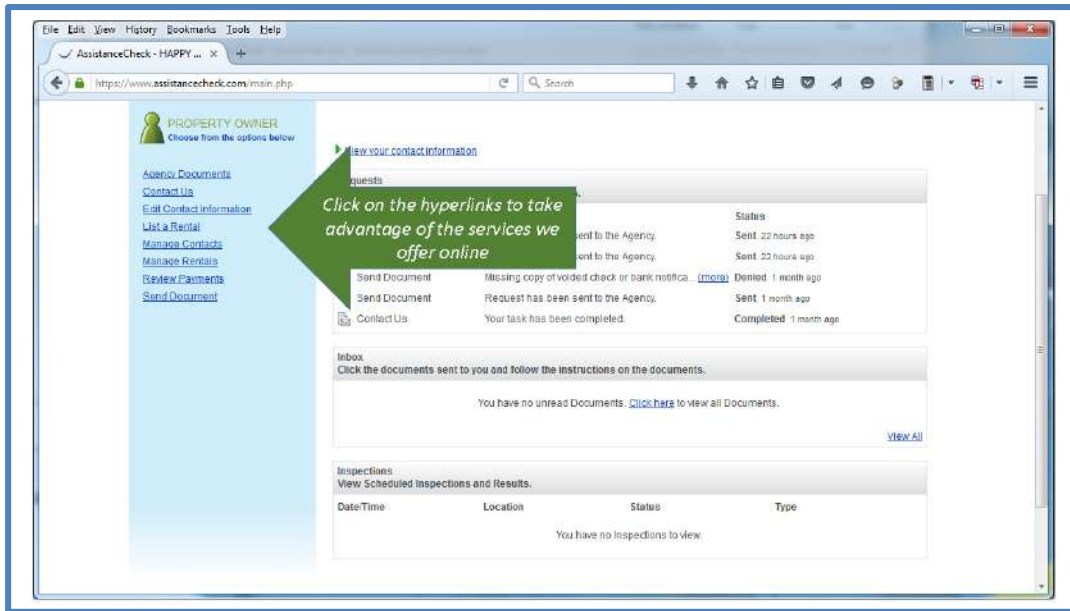 File Edit View History Bookmarks Tools Help
AssistanceCheck - HAPPY ... × +
https://www.assistancecheck.com/main.php Search
PROPERTY OWNER
Choose from the options below
View your contact information
Agency Documents
Contact Us
Edit Contact Information
List a Rental
Manage Contacts
Manage Rentals
Review Payments
Send Document
Click on the hyperlinks to take
advantage of the services we
offer online
quests
Status
sent to the Agency. Sent 22 hours ago
sent to the Agency. Sent 22 hours ago
Send Document Missing copy of voided check or bank notifica... (more) Denied 1 month ago
Send Document Request has been sent to the Agency. Sent 1 month ago
Contact Us Your task has been completed. Completed 1 month ago
Inbox
Click the documents sent to you and follow the instructions on the documents.
You have no unread Documents. Click here to view all Documents.
View All
Inspections
View Scheduled Inspections and Results.
Date/Time Location Status Type
You have no inspections to view.